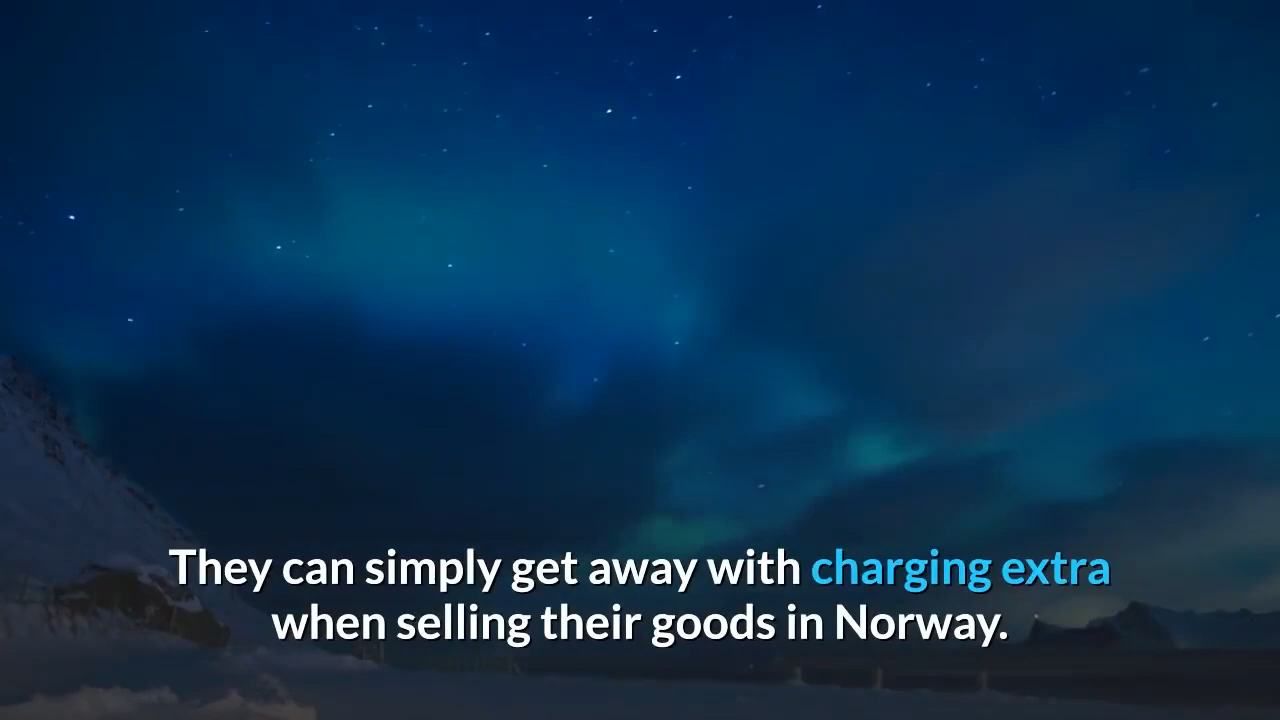 They can simply get away with charging extra
when selling their goods in Norway.